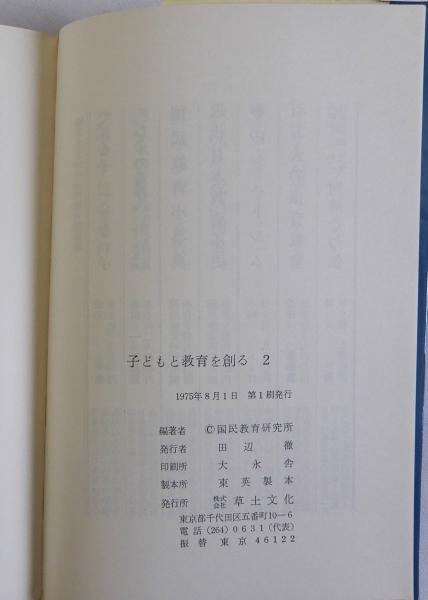 子どもと教育を創る 2
1975年8月1日 第1刷発行
編著者 ©国民教育研究所
発行者 田辺徹
印刷所 大永舎
製本所 東英製本
発行所 株式会社 草土文化
東京都千代田区五番町10-6
電話(264)0631(代表)
振替 東京 46122